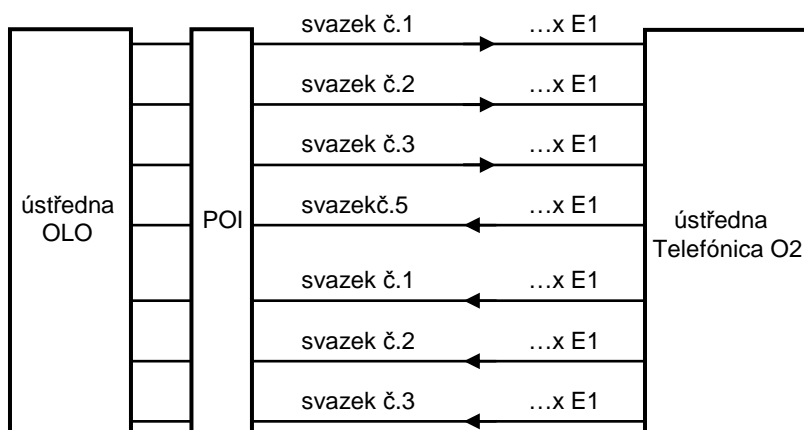 svazek č.1 …x E1
svazek č.2 …x E1
svazek č.3 …x E1
ústředna
OLO
POI
svazekč.5 …x E1
ústředna
Telefónica O2
svazek č.1 …x E1
svazek č.2 …x E1
svazek č.3 …x E1